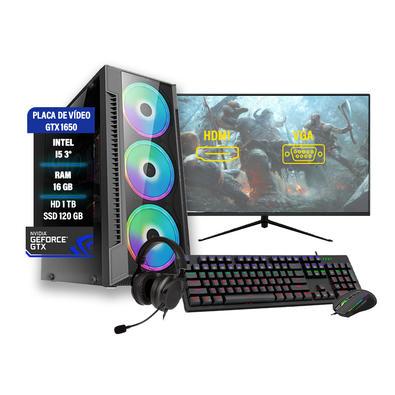 PLACA DE VÍDEO
GTX1650
INTEL
I5 3°
RAM
16 GB
HD 1 TB
SSD 120 GB
NVIDIA
GEFORCE
GTX
HDMI
VGA